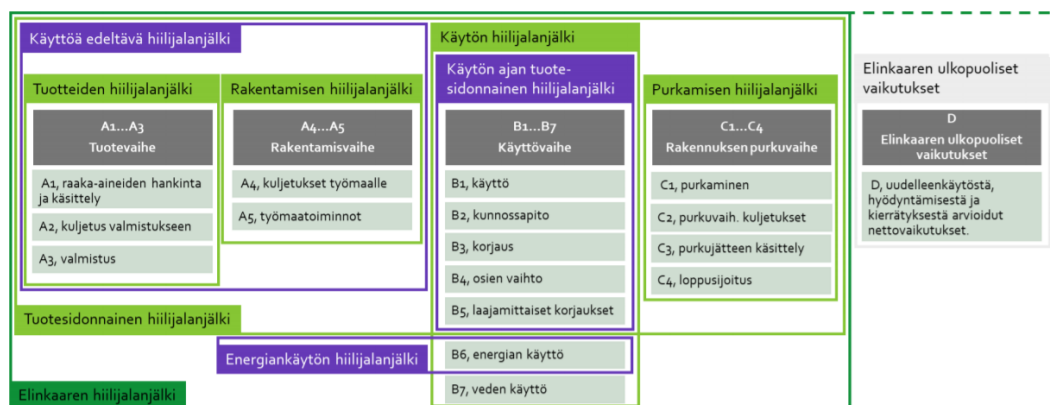 Käyttöä edeltävä hiilijalanjälki
Tuotteiden hiilijalanjälki
A1...A3
Tuotevaihe
A1, raaka-aineiden hankinta
ja käsittely
A2, kuljetus valmistukseen
A3, valmistus
Rakentamisen hiilijalanjälki
A4...A5
Rakentamisvaihe
A4, kuljetukset työmaalle
A5, työmaatoiminnot
Käytön hiilijalanjälki
Käytön ajan tuote-
sidonnainen hiilijalanjälki
B1...B7
Käyttövaihe
B1, käyttö
B2, kunnossapito
B3, korjaus
B4, osien vaihto
B5, laajamittaiset korjaukset
B6, energian käyttö
B7, veden käyttö
Purkamisen hiilijalanjälki
C1...C4
Rakennuksen purkuvaihe
C1, purkaminen
C2, purkuvaih. kuljetukset
C3, purkujätteen käsittely
C4, loppusijoitus
Elinkaaren ulkopuoliset
vaikutukset
D
Elinkaaren ulkopuoliset
vaikutukset
D, uudelleenkäytöstä,
hyödyntämisestä ja
kierrätyksestä arvioidut
nettovaikutukset.
Tuotesidonnainen hiilijalanjälki
Energiankäytön hiilijalanjälki
Elinkaaren hiilijalanjälki